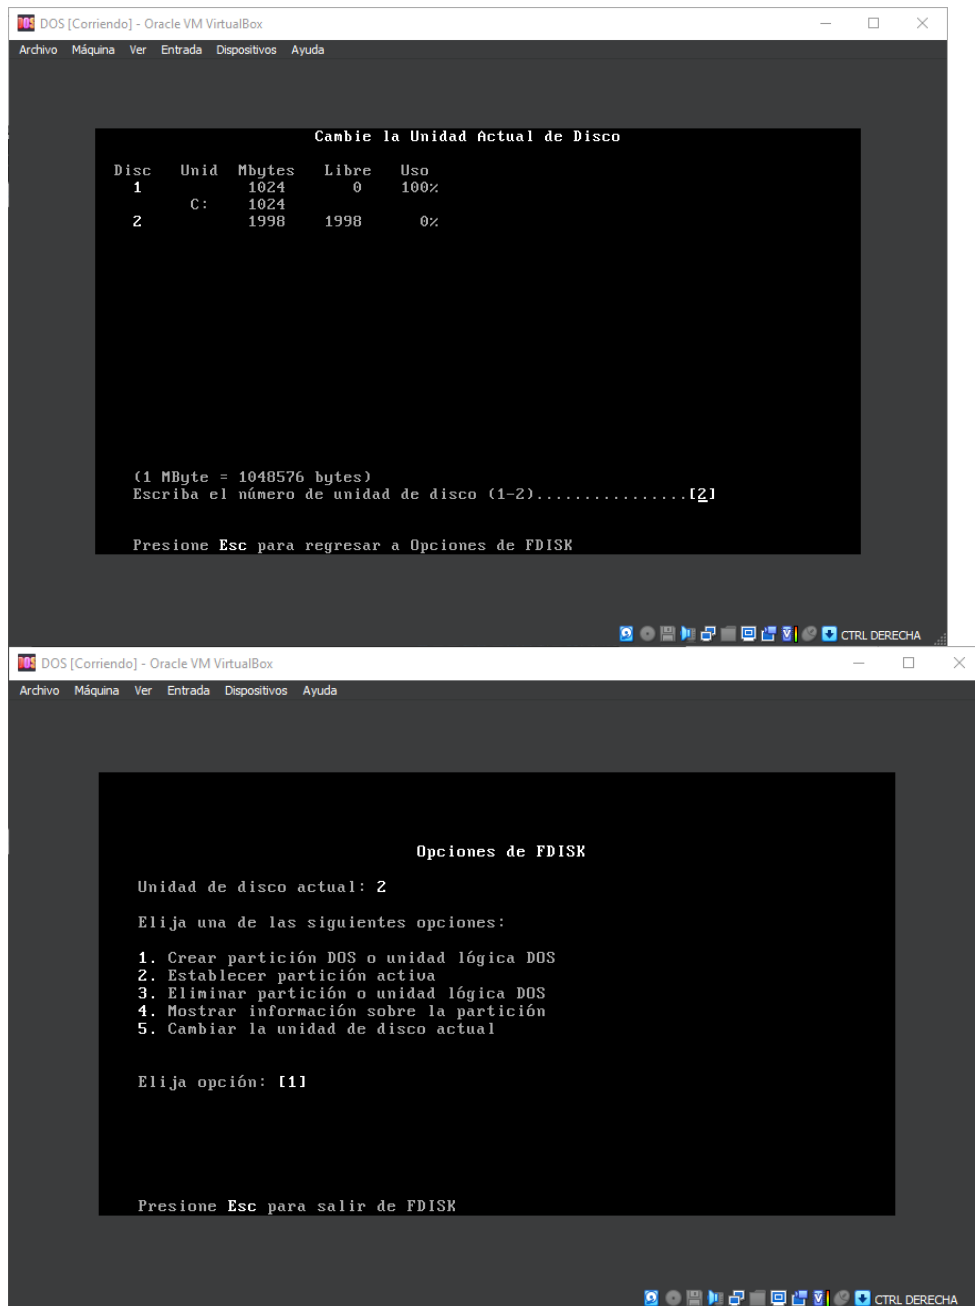 DOS [Corriendo] - Oracle VM VirtualBox
Archivo Máquina Ver Entrada Dispositivos Ayuda
Cambie la Unidad Actual de Disco
Disc Unid Mbytes Libre Uso
1 1024 0 100%
C: 1024
2 1998 1998 0%
(1 MByte = 1048576 bytes)
Escriba el número de unidad de disco (1-2)................[2]
Presione Esc para regresar a Opciones de FDISK
CTRL DERECHA
DOS [Corriendo] - Oracle VM VirtualBox
Archivo Máquina Ver Entrada Dispositivos Ayuda
Opciones de FDISK
Unidad de disco actual: 2
Elija una de las siguientes opciones:
1. Crear partición DOS o unidad lógica DOS
2. Establecer partición activa
3. Eliminar partición o unidad lógica DOS
4. Mostrar información sobre la partición
5. Cambiar la unidad de disco actual
Elija opción: [1]
Presione Esc para salir de FDISK
CTRL DERECHA